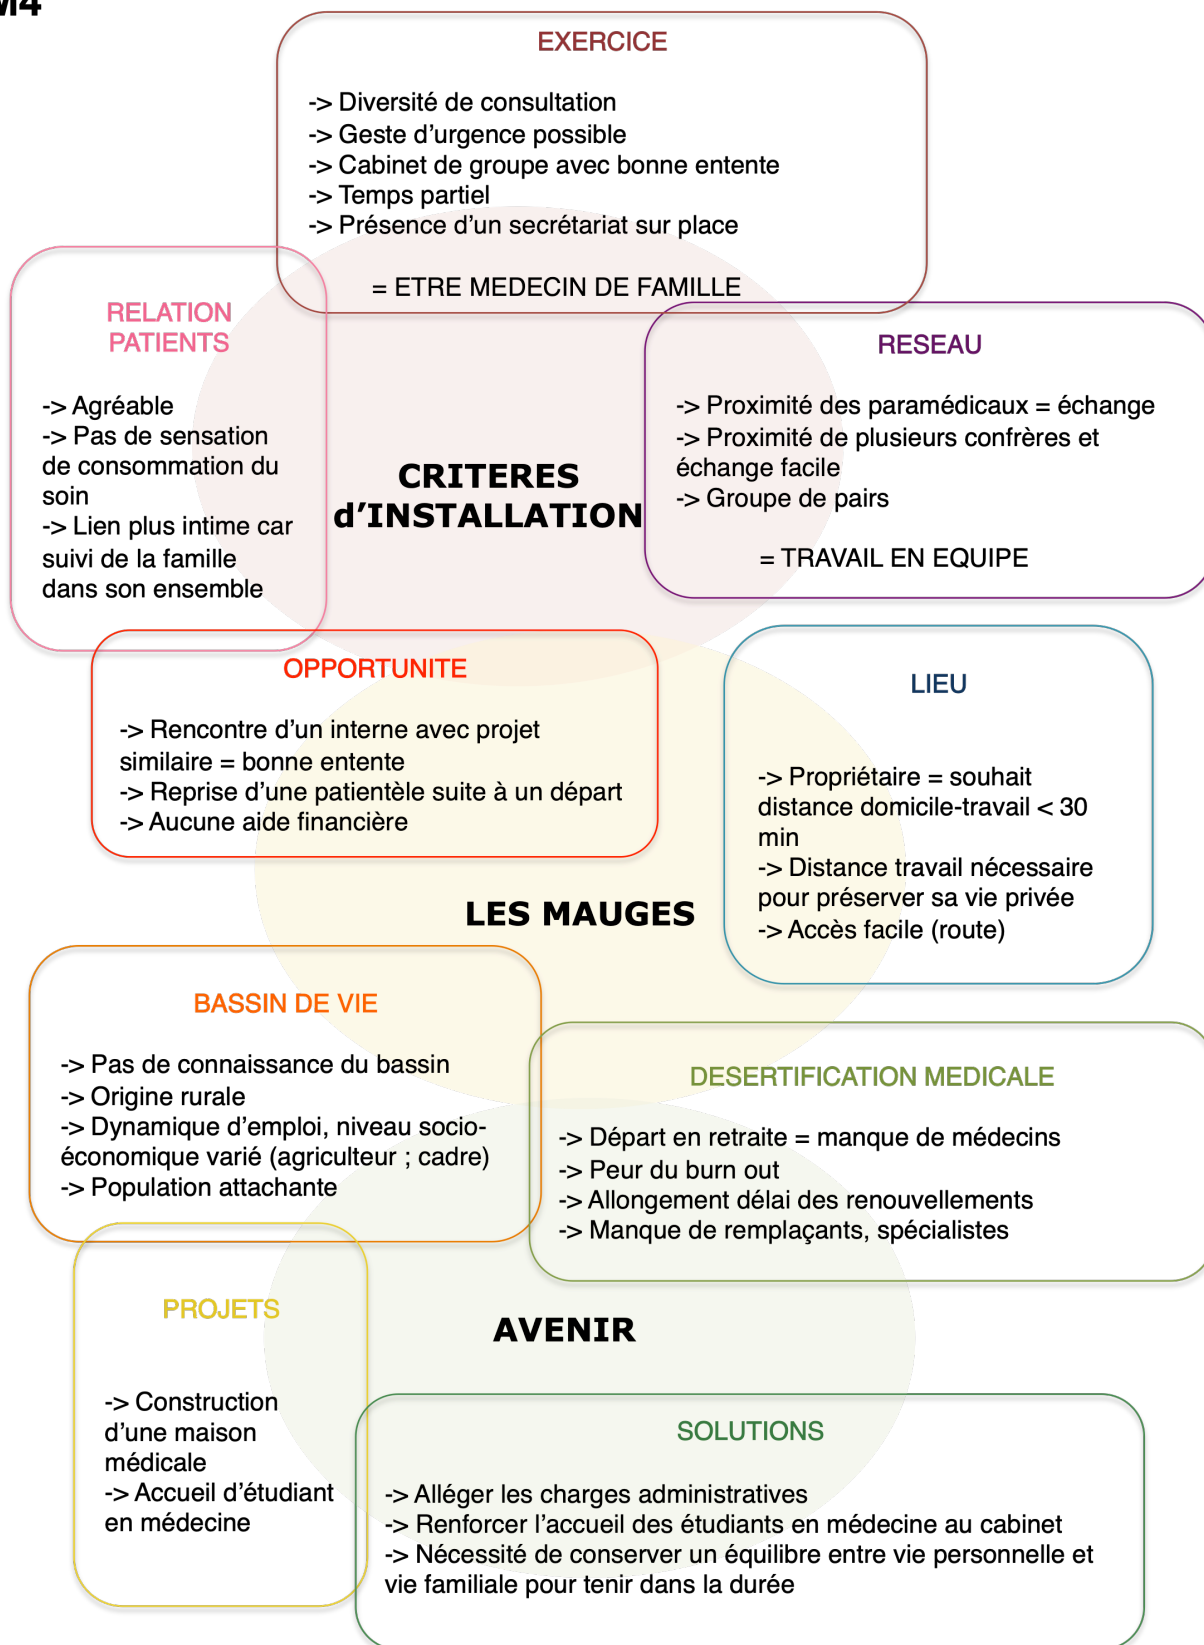 M4
EXERCICE
-> Diversité de consultation
-> Geste d'urgence possible
-> Cabinet de groupe avec bonne entente
-> Temps partiel
-> Présence d'un secrétariat sur place
= ETRE MEDECIN DE FAMILLE
RELATION
PATIENTS
-> Agréable
-> Pas de sensation
de consommation du
soin
-> Lien plus intime car
suivi de la famille
dans son ensemble
CRITERES
d'INSTALLATION
RESEAU
-> Proximité des paramédicaux = échange
-> Proximité de plusieurs confrères et
échange facile
-> Groupe de pairs
= TRAVAIL EN EQUIPE
OPPORTUNITE
-> Rencontre d'un interne avec projet
similaire = bonne entente
-> Reprise d'une patientèle suite à un départ
-> Aucune aide financière
LIEU
-> Propriétaire = souhait
distance domicile-travail < 30
min
-> Distance travail nécessaire
pour préserver sa vie privée
-> Accès facile (route)
LES MAUGES
BASSIN DE VIE
-> Pas de connaissance du bassin
-> Origine rurale
-> Dynamique d'emploi, niveau socio-
économique varié (agriculteur ; cadre)
-> Population attachante
DESERTIFICATION MEDICALE
-> Départ en retraite = manque de médecins
-> Peur du burn out
-> Allongement délai des renouvellements
-> Manque de remplaçants, spécialistes
PROJETS
-> Construction
d'une maison
médicale
-> Accueil d'étudiant
en médecine
AVENIR
SOLUTIONS
-> Alléger les charges administratives
-> Renforcer l'accueil des étudiants en médecine au cabinet
-> Nécessité de conserver un équilibre entre vie personnelle et
vie familiale pour tenir dans la durée